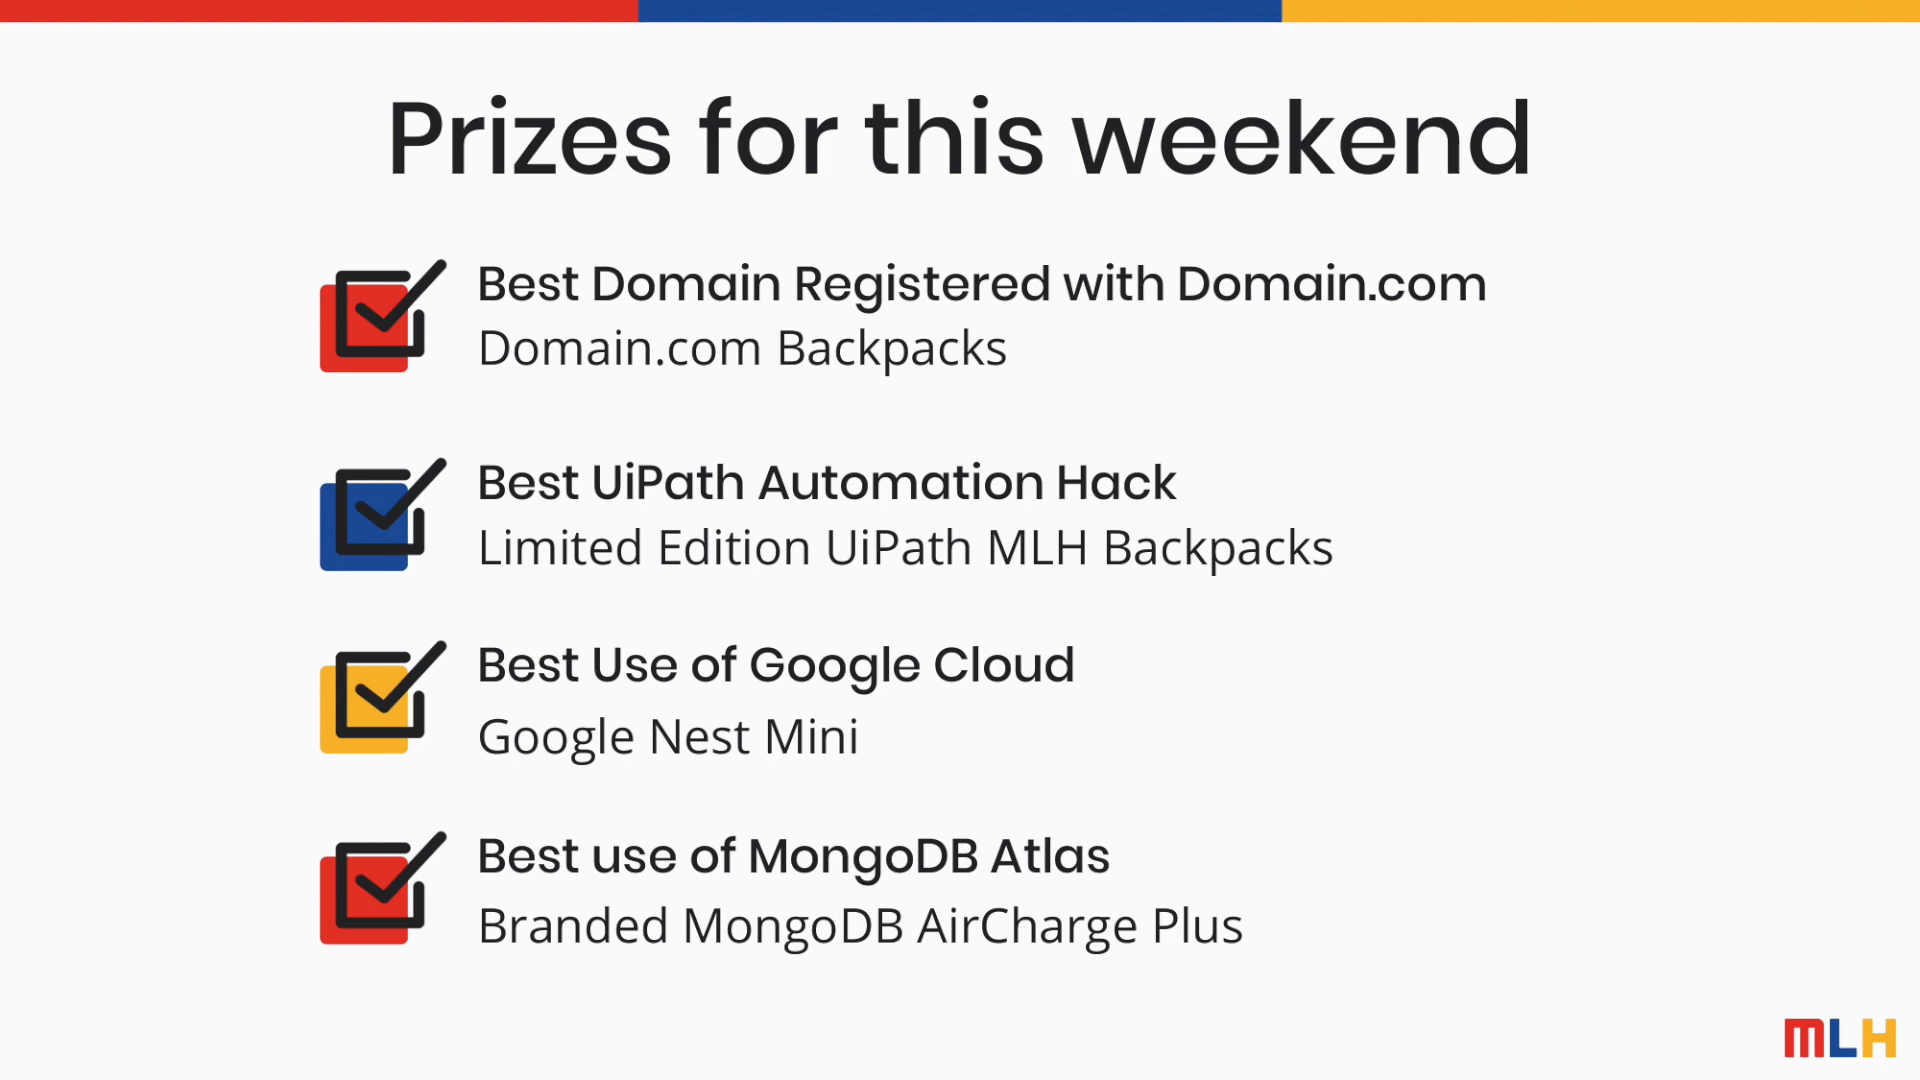 Prizes for this weekend
Best Domain Registered with Domain.com
Domain.com Backpacks
Best UiPath Automation Hack
Limited Edition UiPath MLH Backpacks
Best Use of Google Cloud
Google Nest Mini
Best use of MongoDB Atlas
Branded MongoDB AirCharge Plus
MLH